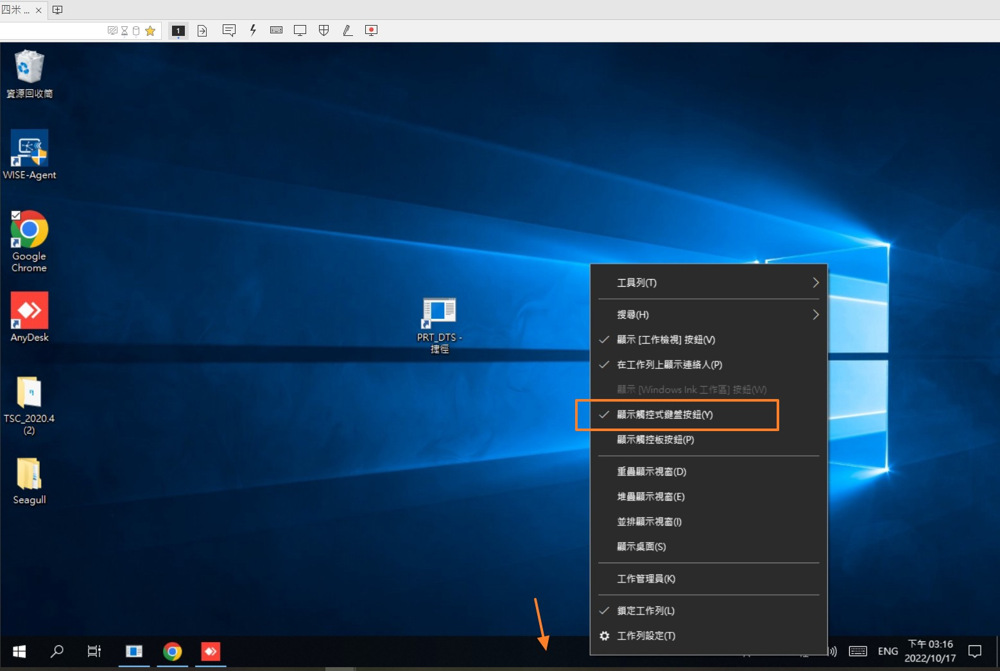 四米 ...
1
資源回收筒
WISE-Agent
Google
Chrome
AnyDesk
TSC_2020.4
(2)
Seagull
PRT_DTS -
捷徑
工具列(T)
搜尋(H)
顯示 [工作檢視] 按鈕(V)
在工作列上顯示連絡人(P)
顯示 [Windows Ink 工作區] 按鈕(W)
顯示觸控式鍵盤按鈕(Y)
顯示觸控板按鈕(P)
重疊顯示視窗(D)
堆疊顯示視窗(E)
並排顯示視窗(I)
顯示桌面(S)
工作管理員(K)
鎖定工作列(L)
工作列設定(T)
ENG
下午 03:16
2022/10/17